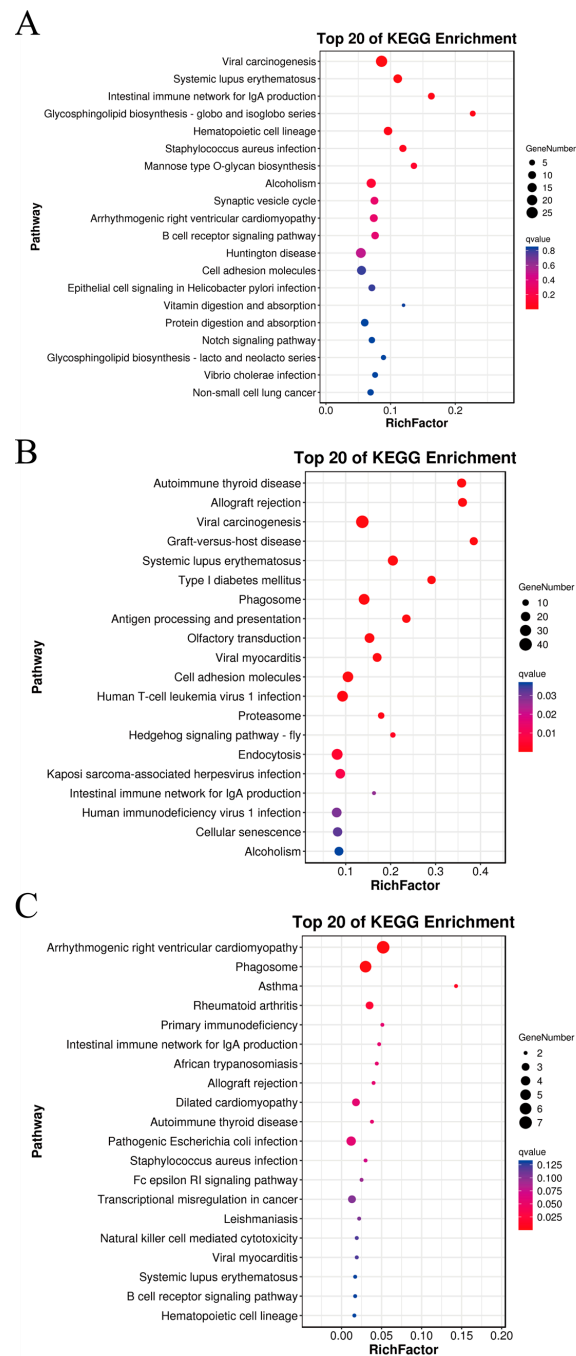 A
Top 20 of KEGG Enrichment
Viral carcinogenesis
Systemic lupus erythematosus
Intestinal immune network for IgA production
Glycosphingolipid biosynthesis - globo and isoglobo series
Hematopoietic cell lineage
Staphylococcus aureus infection
Mannose type O-glycan biosynthesis
Alcoholism
Synaptic vesicle cycle
Arrhythmogenic right ventricular cardiomyopathy
B cell receptor signaling pathway
Huntington disease
Cell adhesion molecules
Epithelial cell signaling in Helicobacter pylori infection
Vitamin digestion and absorption
Protein digestion and absorption
Notch signaling pathway
Glycosphingolipid biosynthesis - lacto and neolacto series
Vibrio cholerae infection
Non-small cell lung cancer
Pathway
0.0 0.1 0.2
RichFactor
GeneNumber
5
10
15
20
25
qvalue
0.8
0.6
0.4
0.2
B
Top 20 of KEGG Enrichment
Autoimmune thyroid disease
Allograft rejection
Viral carcinogenesis
Graft-versus-host disease
Systemic lupus erythematosus
Type I diabetes mellitus
Phagosome
Antigen processing and presentation
Olfactory transduction
Viral myocarditis
Cell adhesion molecules
Human T-cell leukemia virus 1 infection
Proteasome
Hedgehog signaling pathway - fly
Endocytosis
Kaposi sarcoma-associated herpesvirus infection
Intestinal immune network for IgA production
Human immunodeficiency virus 1 infection
Cellular senescence
Alcoholism
Pathway
0.1 0.2 0.3 0.4
RichFactor
GeneNumber
10
20
30
40
qvalue
0.03
0.02
0.01
C
Top 20 of KEGG Enrichment
Arrhythmogenic right ventricular cardiomyopathy
Phagosome
Asthma
Rheumatoid arthritis
Primary immunodeficiency
Intestinal immune network for IgA production
African trypanosomiasis
Allograft rejection
Dilated cardiomyopathy
Autoimmune thyroid disease
Pathogenic Escherichia coli infection
Staphylococcus aureus infection
Fc epsilon RI signaling pathway
Transcriptional misregulation in cancer
Leishmaniasis
Natural killer cell mediated cytotoxicity
Viral myocarditis
Systemic lupus erythematosus
B cell receptor signaling pathway
Hematopoietic cell lineage
Pathway
0.00 0.05 0.10 0.15 0.20
RichFactor
GeneNumber
2
3
4
5
6
7
qvalue
0.125
0.100
0.075
0.050
0.025